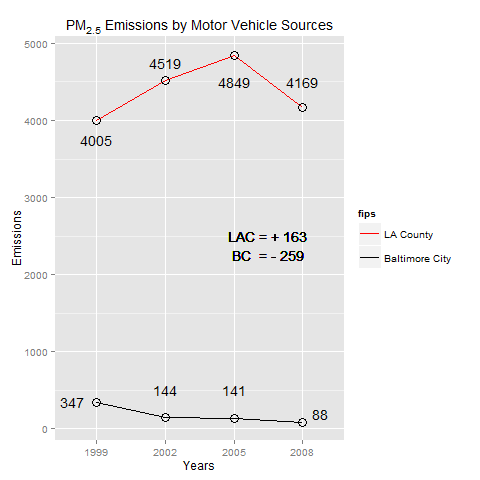 PM2.5 Emissions by Motor Vehicle Sources
5000
4000
3000
2000
1000
0
Emissions
4005
4519
4849
4169
LAC = + 163
BC = - 259
347
144
141
88
1999
2002
2005
2008
Years
fips
LA County
Baltimore City